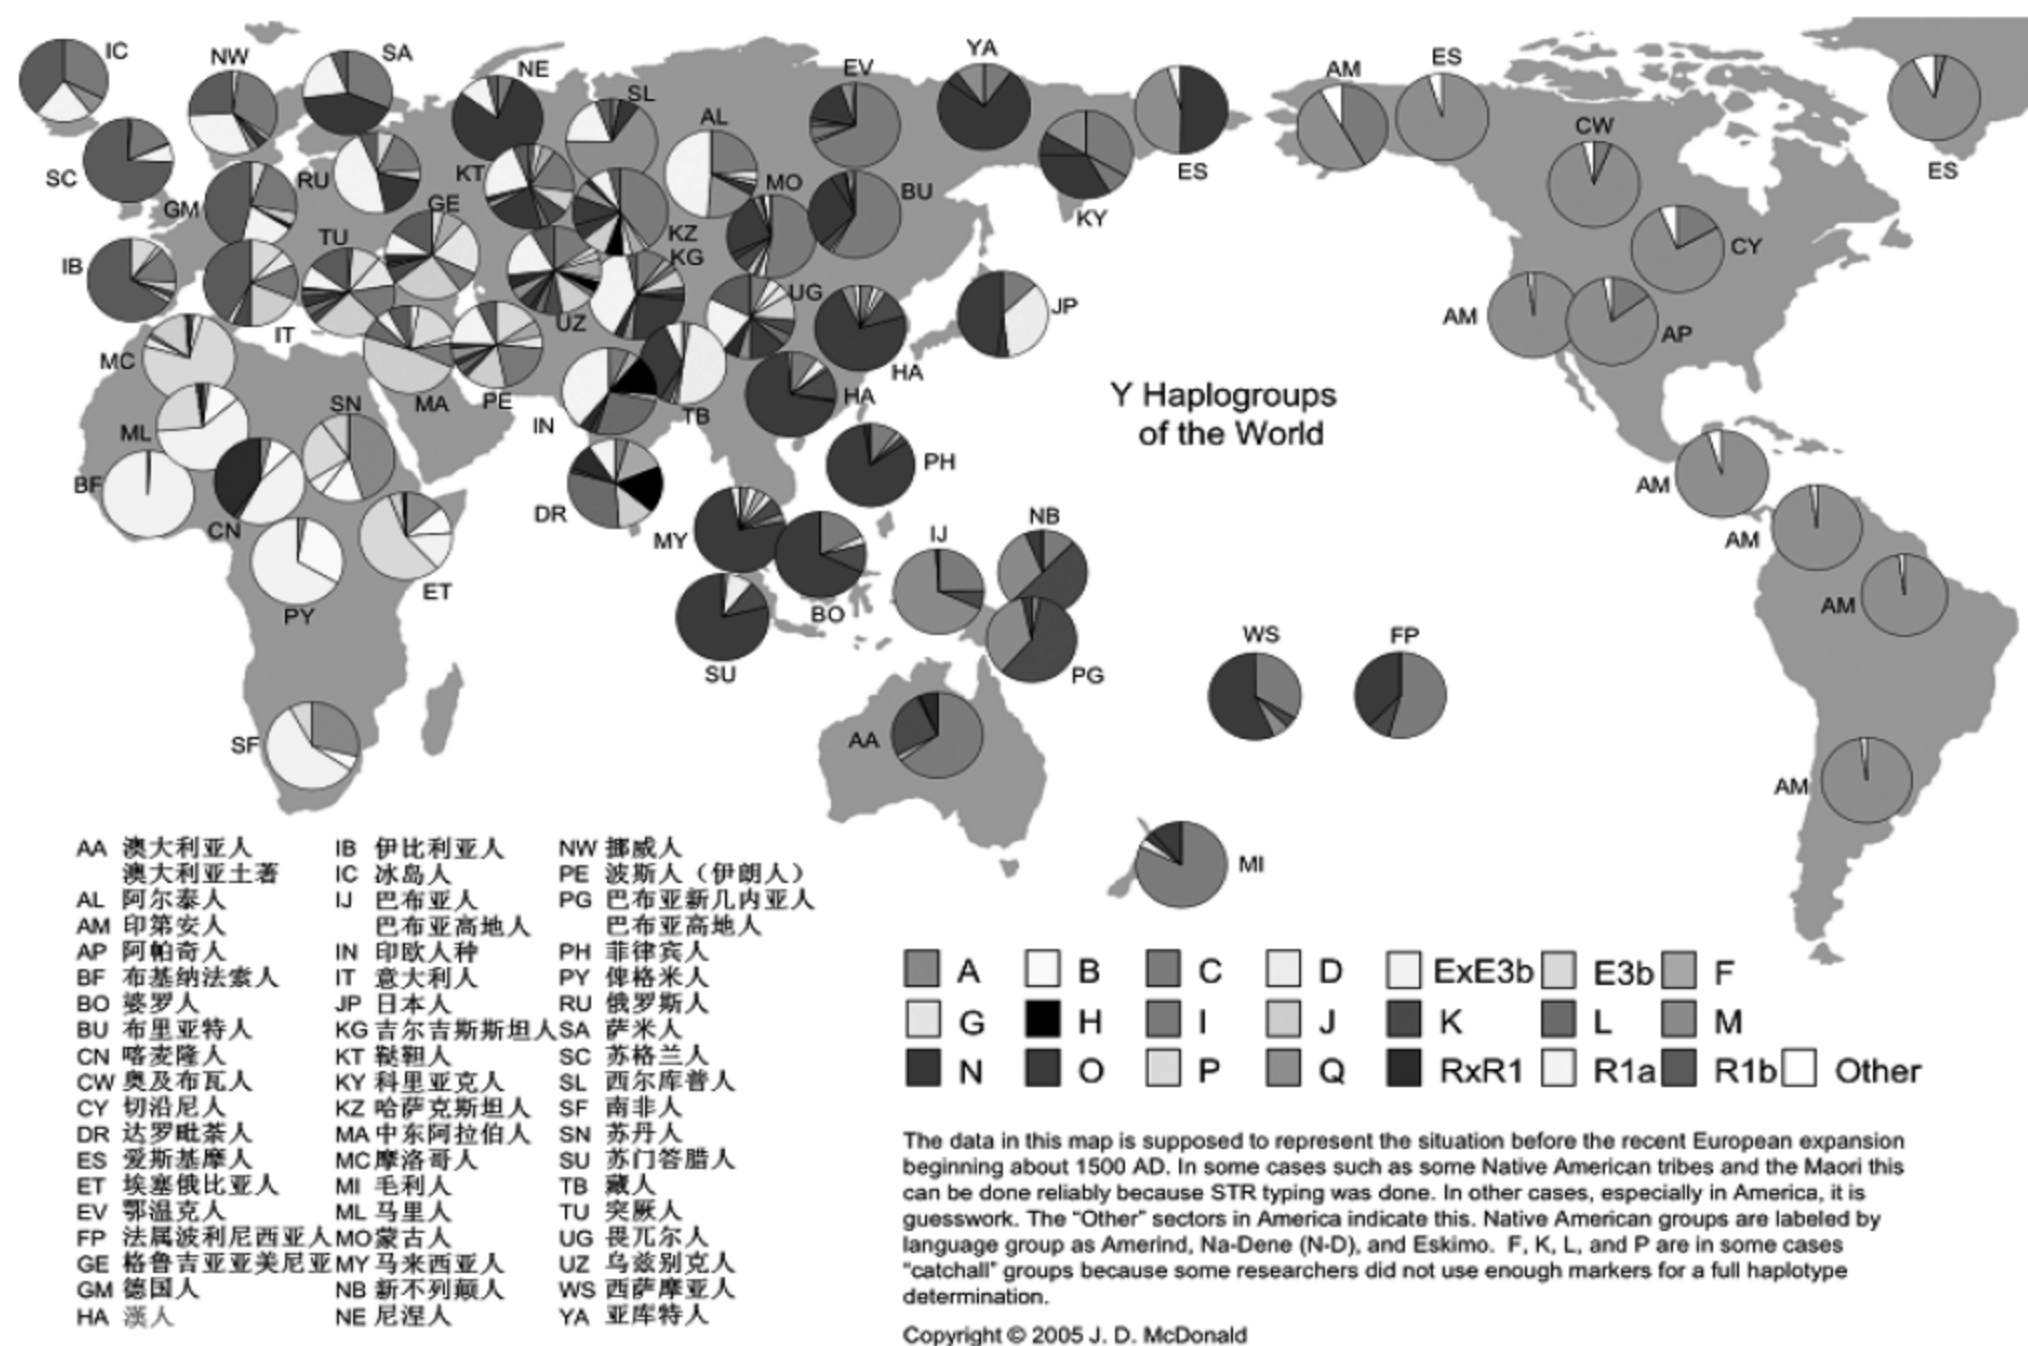 IC
NW
SA
NE
SL
AL
EV
YA
ES
AM
ES
CW
ES
SC
RU
KT
MO
BU
KY
GM
GE
KZ
CY
TU
KG
IB
UG
JP
UZ
IT
AM
AP
MC
HA
MA
PE
HA
Y Haplogroups
of the World
SN
IN
TB
ML
PH
BF
AM
DR
CN
NB
MY
IJ
AM
ET
PY
BO
AM
WS
FP
SU
PG
SF
AA
AM
MI
AA 澳大利亚人
澳大利亚土著
AL 阿尔泰人
AM 印第安人
AP 阿帕奇人
BF 布基纳法索人
BO 婆罗人
BU 布里亚特人
CN 喀麦隆人
CW 奥及布瓦人
CY 切沿尼人
DR 达罗毗荼人
ES 爱斯基摩人
ET 埃塞俄比亚人
EV 鄂温克人
FP 法属波利尼西亚人
GE 格鲁吉亚亚美尼亚
GM 德国人
HA 漢人
IB 伊比利亚人
IC 冰岛人
IJ 巴布亚人
巴布亚高地人
IN 印欧人种
IT 意大利人
JP 日本人
KG 吉尔吉斯斯坦人
KT 鞑靼人
KY 科里亚克人
KZ 哈萨克斯坦人
MA 中东阿拉伯人
MC 摩洛哥人
MI 毛利人
ML 马里人
MO 蒙古人
MY 马来西亚人
NB 新不列颠人
NE 尼涅人
NW 挪威人
PE 波斯人（伊朗人）
PG 巴布亚新几内亚人
巴布亚高地人
PH 菲律宾人
PY 俾格米人
RU 俄罗斯人
SA 萨米人
SC 苏格兰人
SL 西尔库普人
SF 南非人
SN 苏丹人
SU 苏门答腊人
TB 藏人
TU 突厥人
UG 畏兀尔人
UZ 乌兹别克人
WS 西萨摩亚人
YA 亚库特人
A B C D ExE3b E3b F
G H I J K L M
N O P Q RxR1 R1a R1b Other
The data in this map is supposed to represent the situation before the recent European expansion
beginning about 1500 AD. In some cases such as some Native American tribes and the Maori this
can be done reliably because STR typing was done. In other cases, especially in America, it is
guesswork. The “Other” sectors in America indicate this. Native American groups are labeled by
language group as Amerind, Na-Dene (N-D), and Eskimo. F, K, L, and P are in some cases
“catchall” groups because some researchers did not use enough markers for a full haplotype
determination.
Copyright © 2005 J. D. McDonald